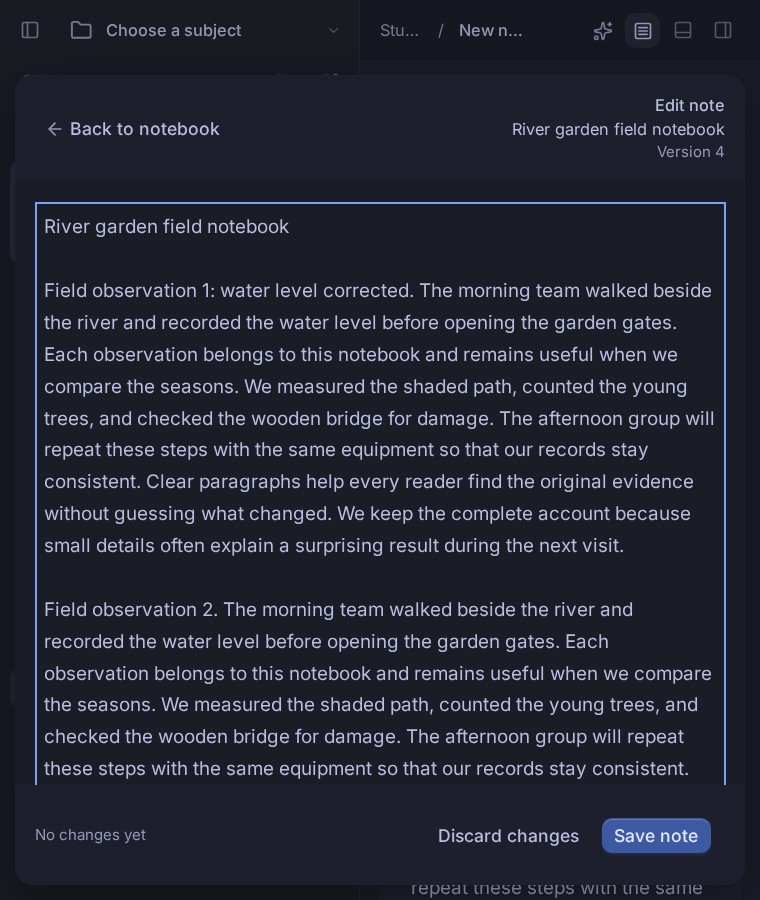 Choose a subject
Stu... / New n...
Edit note
Back to notebook
River garden field notebook
Version 4
River garden field notebook
Field observation 1: water level corrected. The morning team walked beside
the river and recorded the water level before opening the garden gates.
Each observation belongs to this notebook and remains useful when we
compare the seasons. We measured the shaded path, counted the young
trees, and checked the wooden bridge for damage. The afternoon group will
repeat these steps with the same equipment so that our records stay
consistent. Clear paragraphs help every reader find the original evidence
without guessing what changed. We keep the complete account because
small details often explain a surprising result during the next visit.
Field observation 2. The morning team walked beside the river and
recorded the water level before opening the garden gates. Each
observation belongs to this notebook and remains useful when we compare
the seasons. We measured the shaded path, counted the young trees, and
checked the wooden bridge for damage. The afternoon group will repeat
these steps with the same equipment so that our records stay consistent.
No changes yet
Discard changes
Save note
repeat these steps with the same